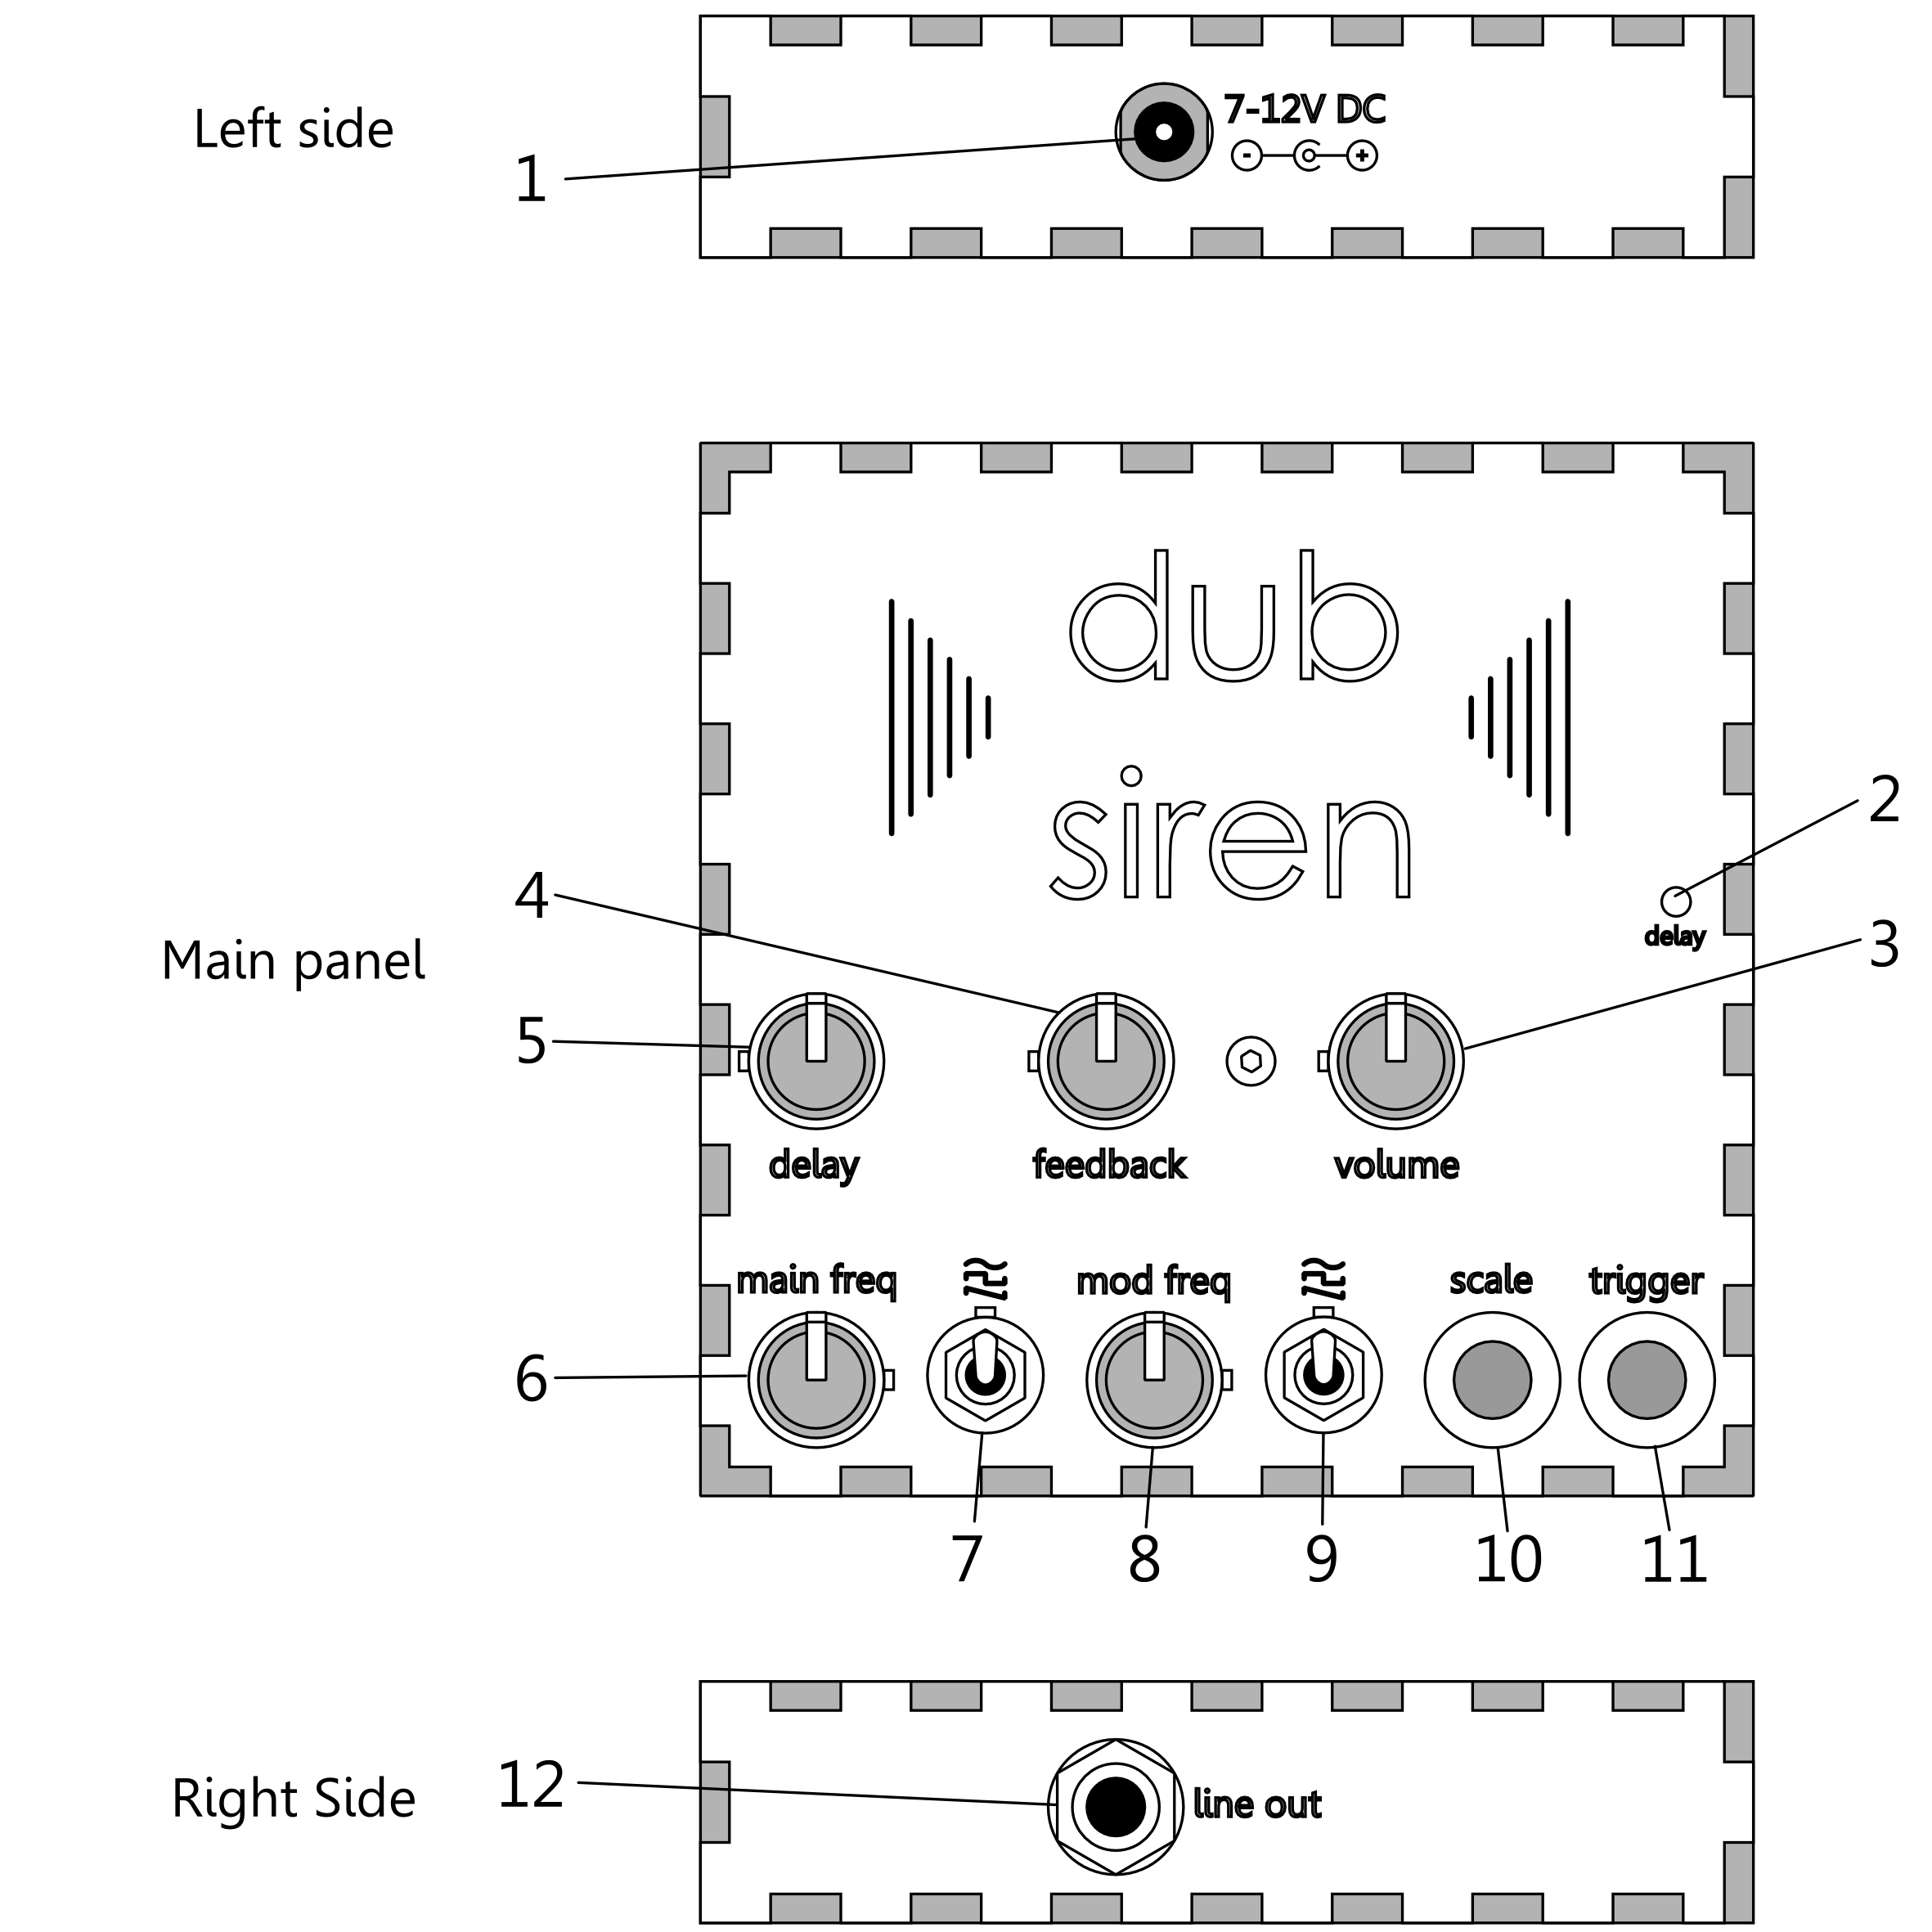 Left side
7-12V DC
- +
1
dub
siren
2
delay
3
4
Main panel
5
delay feedback volume
main freq mod freq scale trigger
6
7 8 9 10 11
12
Right Side
line out